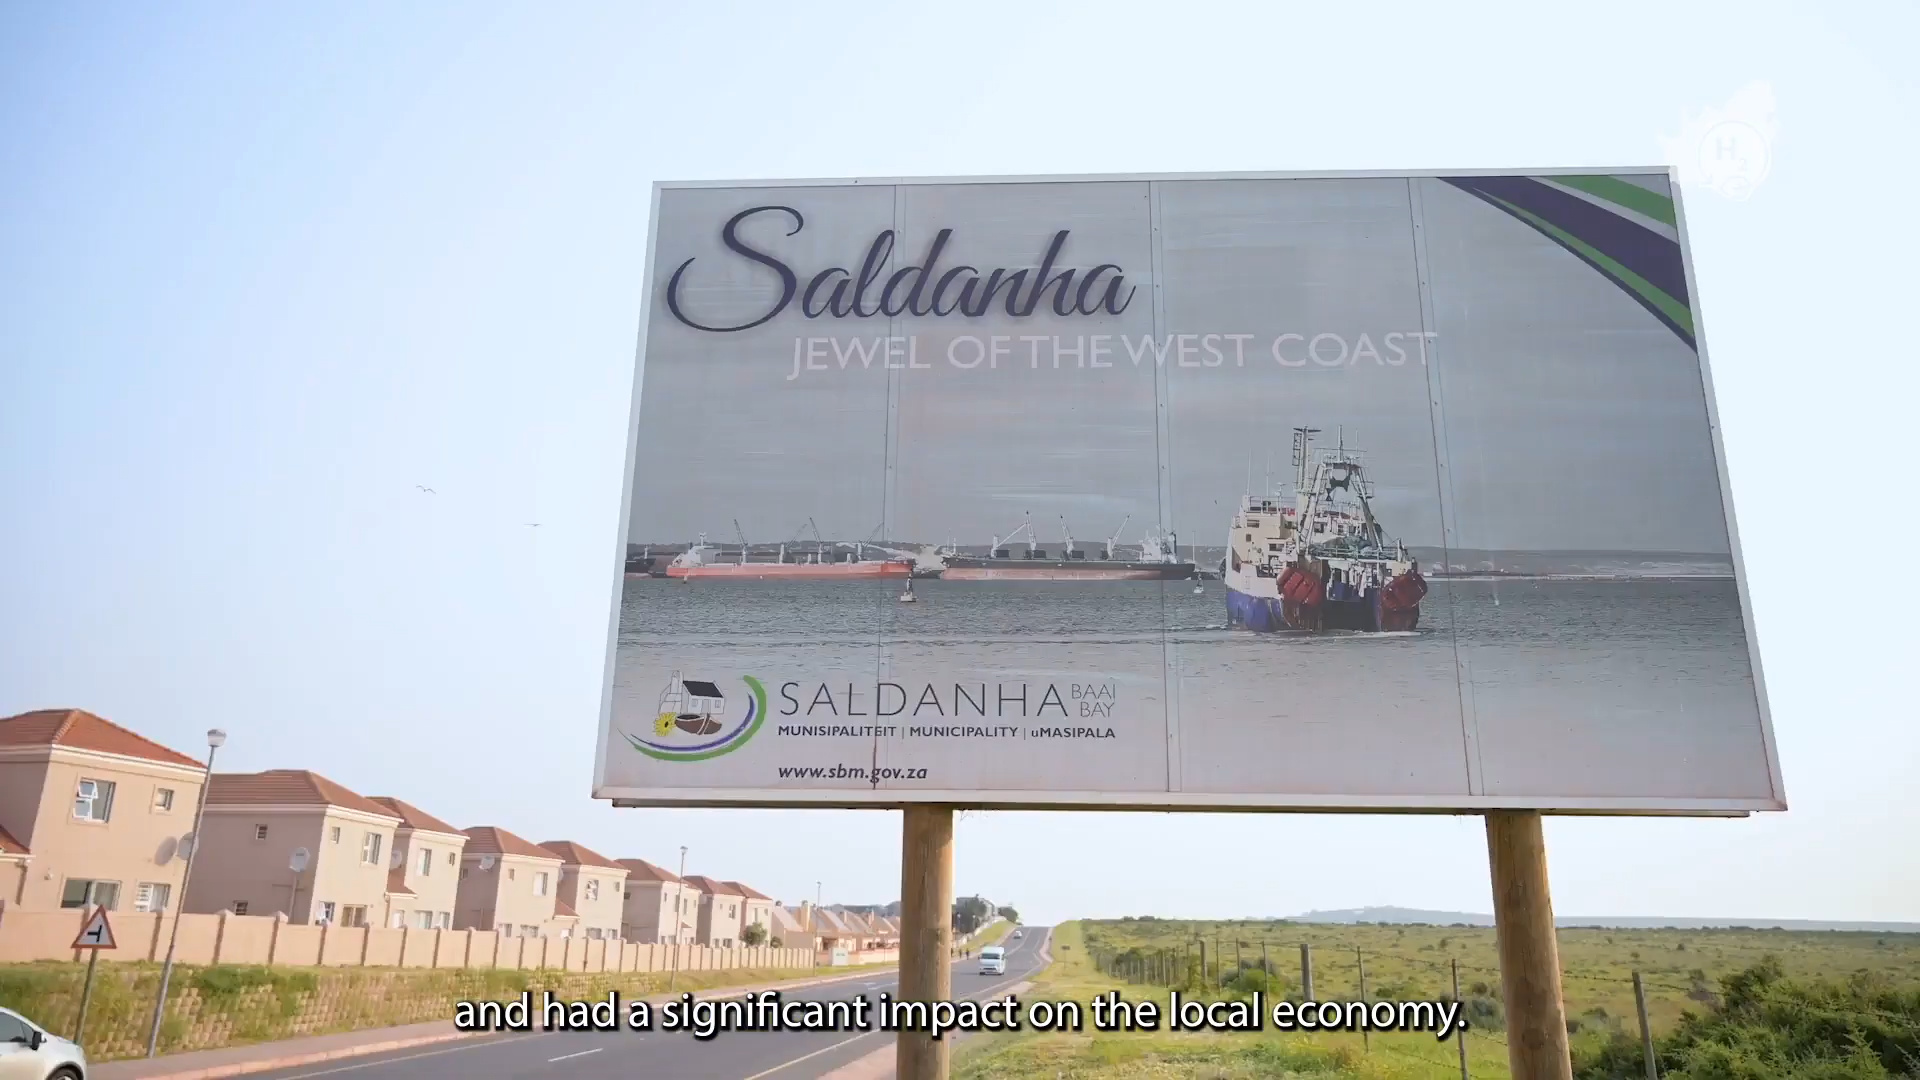 Saldanha
JEWEL OF THE WEST COAST
SALDANHA BAAI BAY
MUNISIPALITEIT | MUNICIPALITY | uMASIPALA
www.sbm.gov.za
and had a significant impact on the local economy.